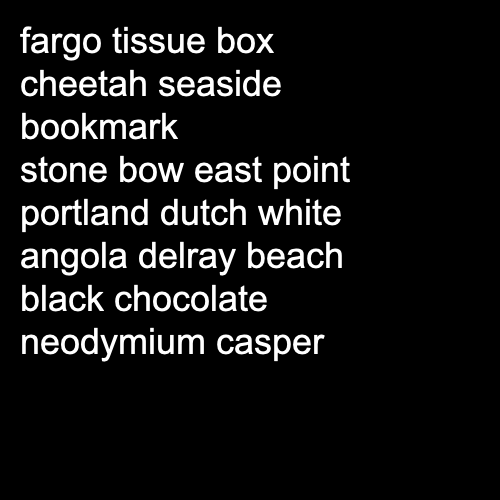 fargo tissue box
cheetah seaside
bookmark
stone bow east point
portland dutch white
angola delray beach
black chocolate
neodymium casper